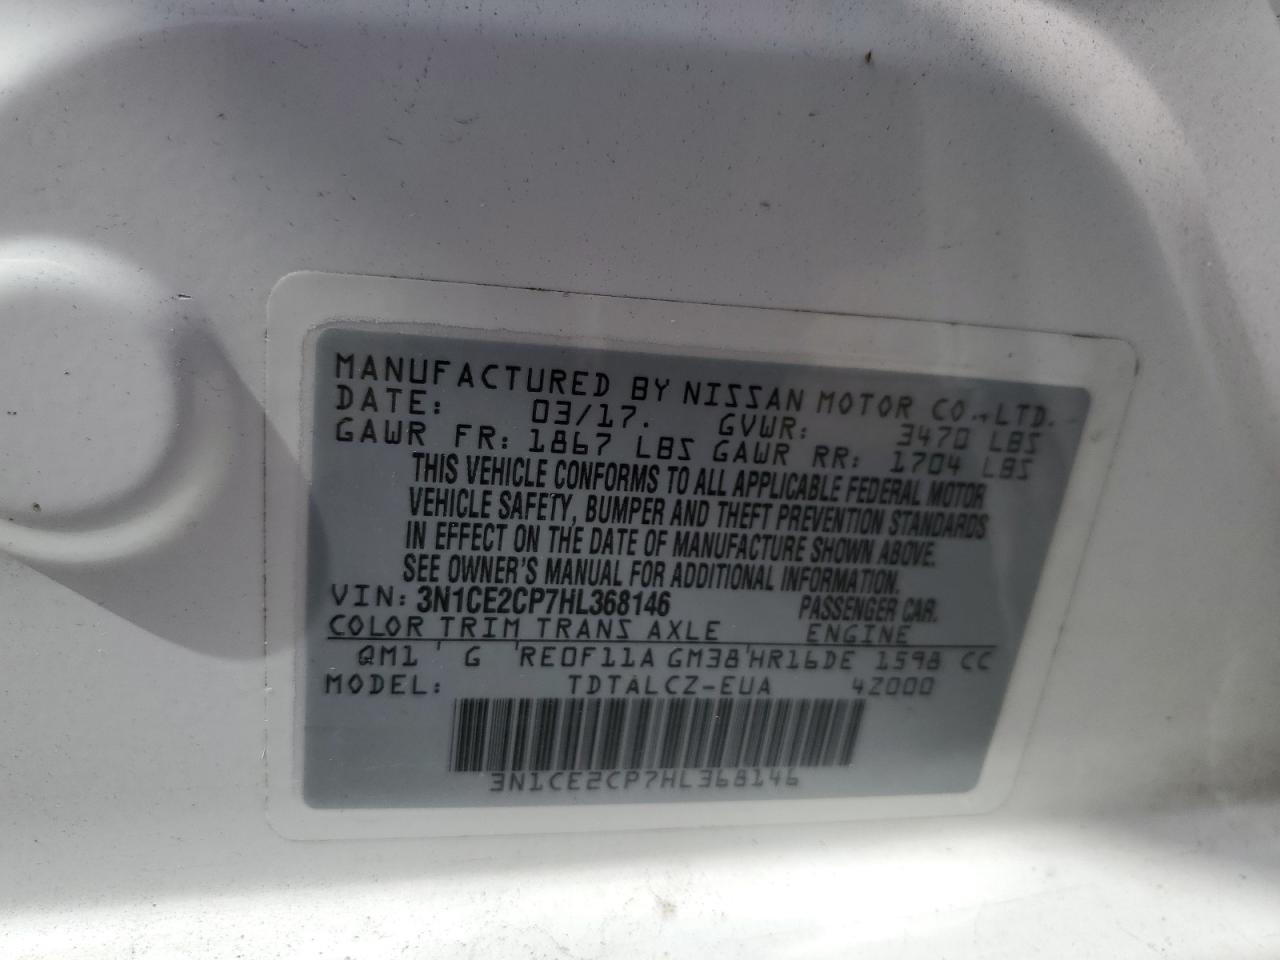 MANUFACTURED BY NISSAN MOTOR CO.,LTD.
DATE: 03/17. GVWR: 3470 LBS
GAWR FR: 1867 LBS GAWR RR: 1704 LBS
THIS VEHICLE CONFORMS TO ALL APPLICABLE FEDERAL MOTOR
VEHICLE SAFETY, BUMPER AND THEFT PREVENTION STANDARDS
IN EFFECT ON THE DATE OF MANUFACTURE SHOWN ABOVE.
SEE OWNER'S MANUAL FOR ADDITIONAL INFORMATION.
VIN: 3N1CE2CP7HL368146 PASSENGER CAR.
COLOR TRIM TRANS AXLE ENGINE
QM1 ' G 'RE0F11A GM38'HR16DE 1598 CC
MODEL: TDTALCZ-EUA 4Z000
3N1CE2CP7HL368146